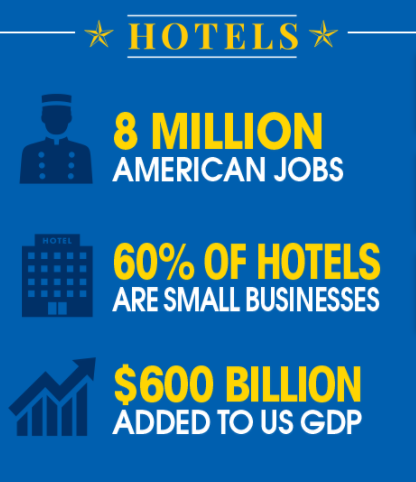 HOTELS
8 MILLION
AMERICAN JOBS
HOTEL
60% OF HOTELS
ARE SMALL BUSINESSES
$600 BILLION
ADDED TO US GDP